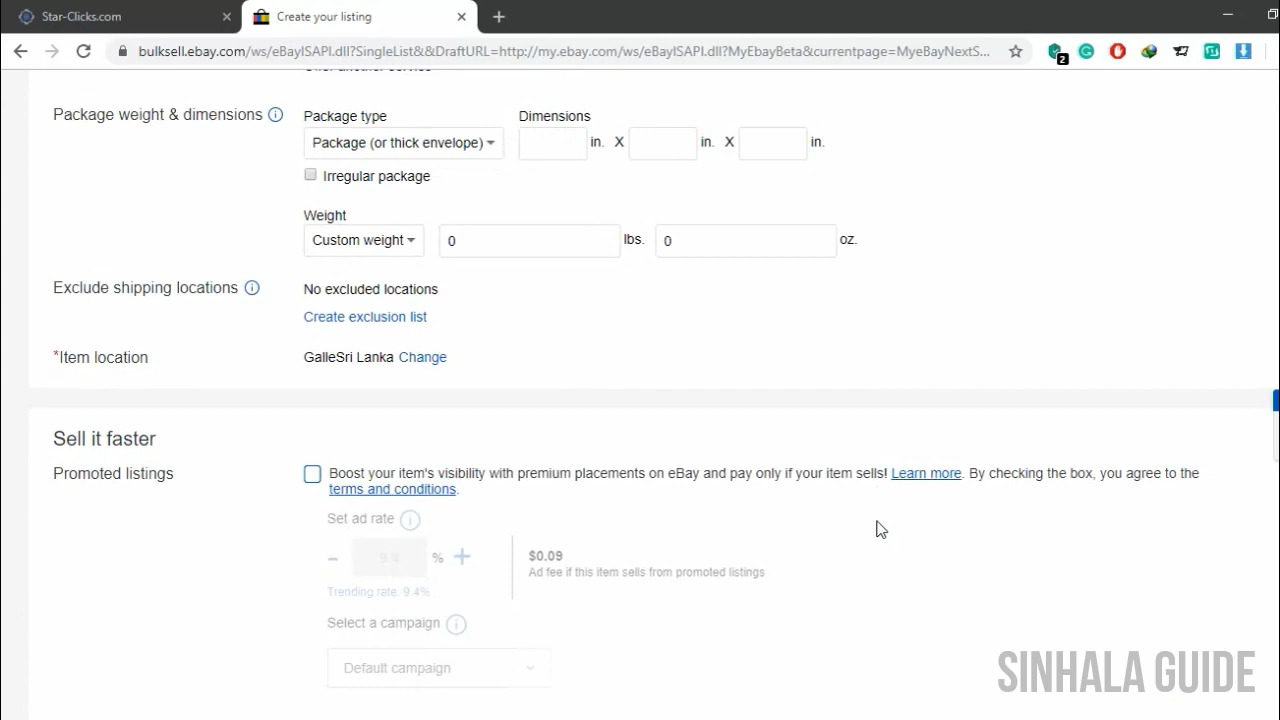 Star-Clicks.com
Create your listing
bulksell.ebay.com/ws/eBayISAPI.dll?SingleList&&DraftURL=http://my.ebay.com/ws/eBayISAPI.dll?MyEbayBeta&currentpage=MyeBayNextS...
2
Package weight & dimensions
Package type
Dimensions
Package (or thick envelope)
in. X in. X in.
Irregular package
Weight
Custom weight
0 lbs. 0 oz.
Exclude shipping locations
No excluded locations
Create exclusion list
*Item location
GalleSri Lanka Change
Sell it faster
Promoted listings
Boost your item's visibility with premium placements on eBay and pay only if your item sells! Learn more. By checking the box, you agree to the
terms and conditions.
Set ad rate
– 9.4 % +
$0.09
Ad fee if this item sells from promoted listings
Trending rate: 9.4%
Select a campaign
Default campaign
SINHALA GUIDE